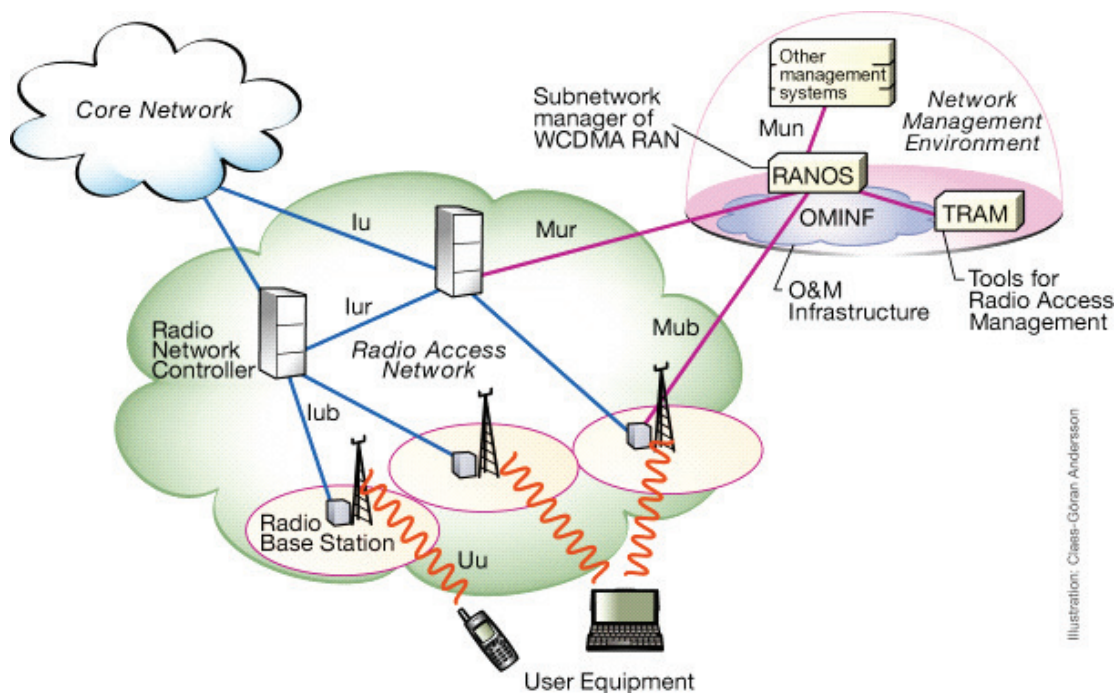 Core Network
Other
management
systems
Subnetwork
manager of
WCDMA RAN
Mun
Network
Management
Environment
RANOS
OMINF
TRAM
Iu
Mur
O&M
Infrastructure
Tools for
Radio Access
Management
Iur
Radio
Network
Controller
Radio Access
Network
Mub
Iub
Radio
Base Station
Uu
User Equipment
Illustration: Claes-Göran Andersson